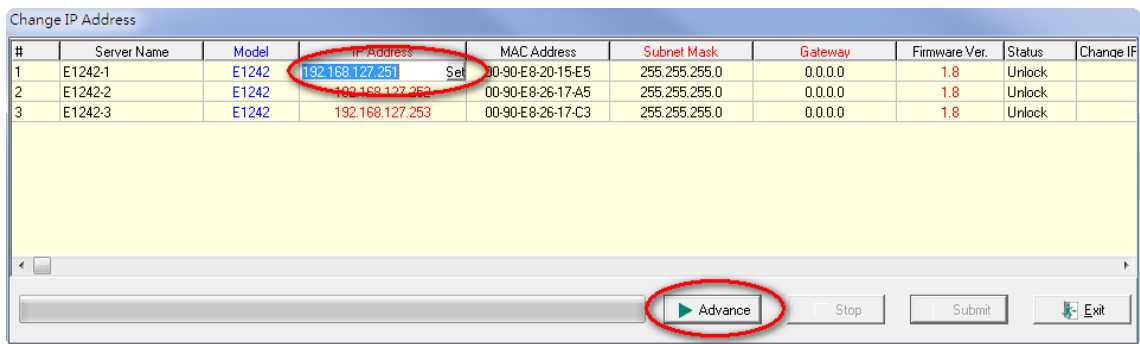 Change IP Address
# Server Name Model IP Address MAC Address Subnet Mask Gateway Firmware Ver. Status Change IP
1 E1242-1 E1242 192.168.127.251 Set 00-90-E8-20-15-E5 255.255.255.0 0.0.0.0 1.8 Unlock
2 E1242-2 E1242 192.168.127.252 00-90-E8-26-17-A5 255.255.255.0 0.0.0.0 1.8 Unlock
3 E1242-3 E1242 192.168.127.253 00-90-E8-26-17-C3 255.255.255.0 0.0.0.0 1.8 Unlock
Advance Stop Submit Exit